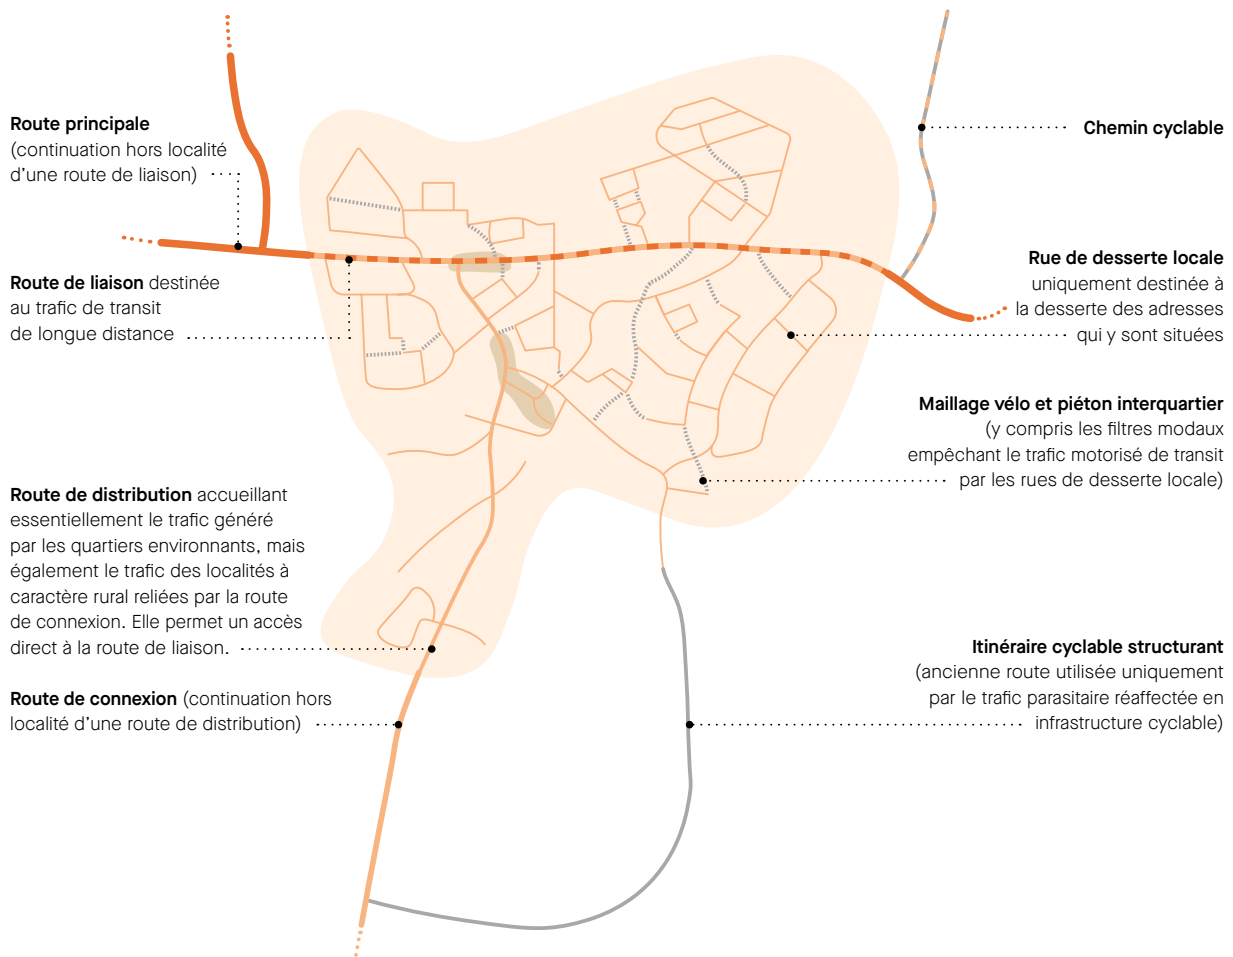 Route principale
(continuation hors localité
d'une route de liaison)
Route de liaison destinée
au trafic de transit
de longue distance
Route de distribution accueillant
essentiellement le trafic généré
par les quartiers environnants, mais
également le trafic des localités à
caractère rural reliées par la route
de connexion. Elle permet un accès
direct à la route de liaison.
Route de connexion (continuation hors
localité d'une route de distribution)
Chemin cyclable
Rue de desserte locale
uniquement destinée à
la desserte des adresses
qui y sont situées
Maillage vélo et piéton interquartier
(y compris les filtres modaux
empêchant le trafic motorisé de transit
par les rues de desserte locale)
Itinéraire cyclable structurant
(ancienne route utilisée uniquement
par le trafic parasitaire réaffectée en
infrastructure cyclable)